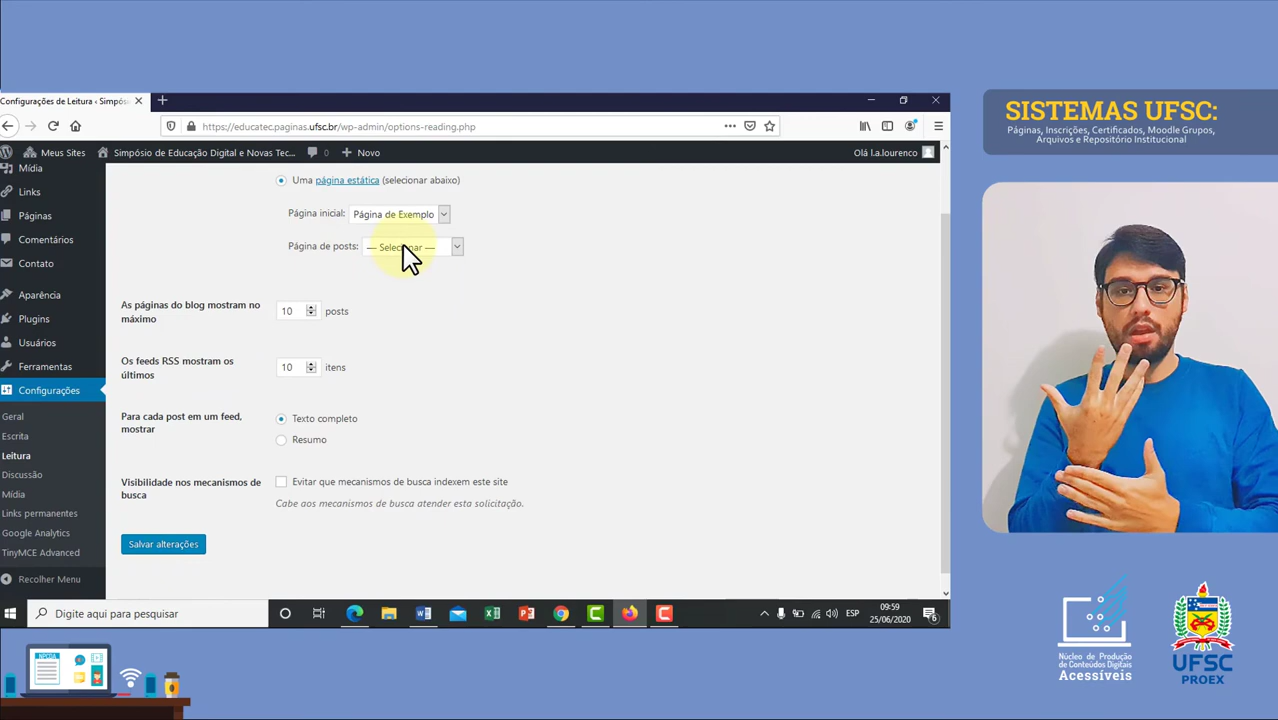 SISTEMAS UFSC:
Páginas, Inscrições, Certificados, Moodle Grupos,
Arquivos e Repositório Institucional
Configurações de Leitura ‹ Simpós
https://educatec.paginas.ufsc.br/wp-admin/options-reading.php
Meus Sites
Simpósio de Educação Digital e Novas Tec...
0
Novo
Olá l.a.lourenco
Mídia
Links
Páginas
Comentários
Contato
Aparência
Plugins
Usuários
Ferramentas
Configurações
Geral
Escrita
Leitura
Discussão
Mídia
Links permanentes
Google Analytics
TinyMCE Advanced
Recolher Menu
Uma página estática (selecionar abaixo)
Página inicial: Página de Exemplo
Página de posts: — Selecionar —
As páginas do blog mostram no
máximo
10 posts
Os feeds RSS mostram os
últimos
10 itens
Para cada post em um feed,
mostrar
Texto completo
Resumo
Visibilidade nos mecanismos de
busca
Evitar que mecanismos de busca indexem este site
Cabe aos mecanismos de busca atender esta solicitação.
Salvar alterações
Digite aqui para pesquisar
ESP
09:59
25/06/2020
6
NPCDA
Núcleo de Produção
de Conteúdos Digitais
Acessíveis
UFSC
PROEX